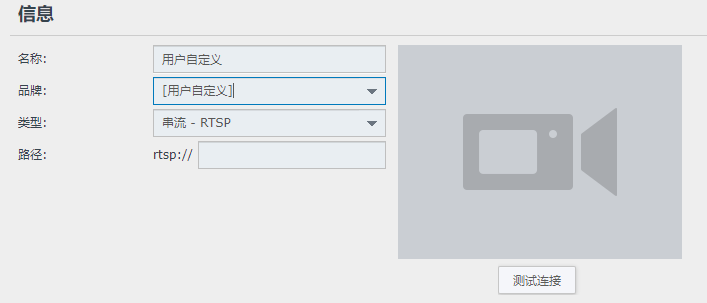 信息
名称: 用户自定义
品牌: [用户自定义]
类型: 串流 - RTSP
路径: rtsp://
测试连接